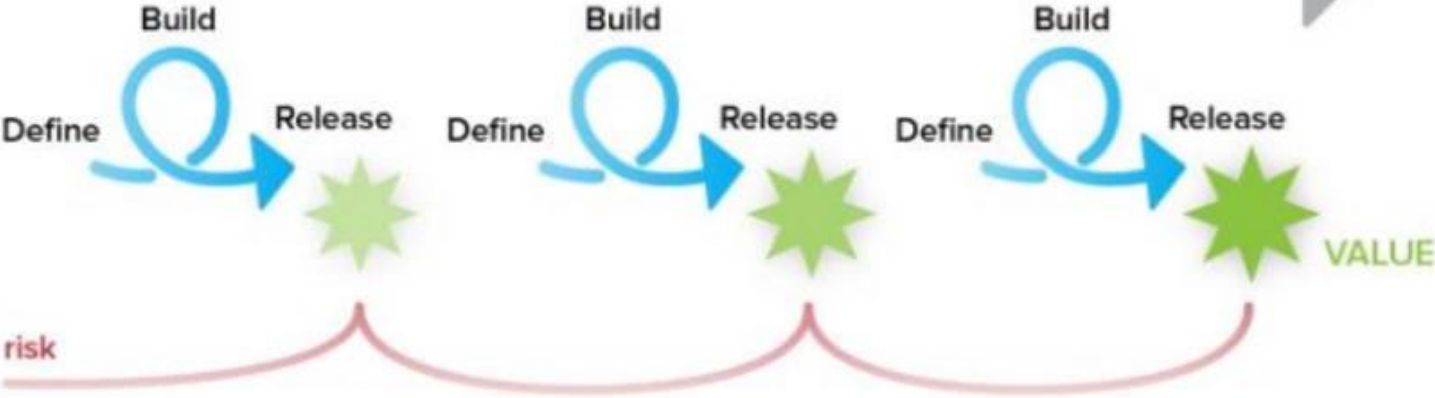 Build
Build
Build
Define
Release
Define
Release
Define
Release
VALUE
risk